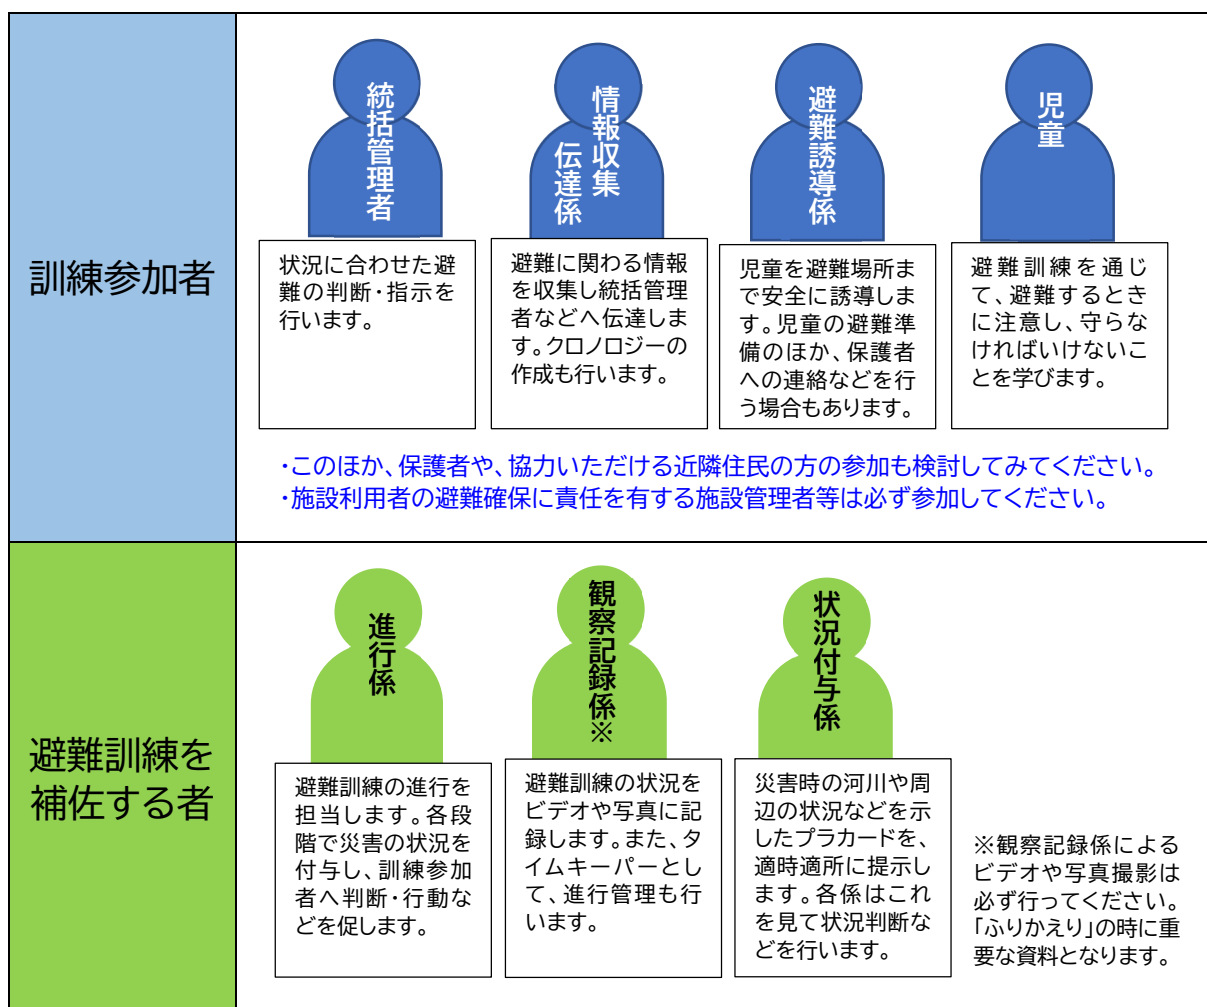 訓練参加者
統括管理者
状況に合わせた避
難の判断・指示を
行います。
情報収集
伝達係
避難に関わる情報
を収集し統括管理
者などへ伝達しま
す。クロノロジーの
作成も行います。
避難誘導係
児童を避難場所ま
で安全に誘導しま
す。児童の避難準
備のほか、保護者
への連絡などを行
う場合もあります。
児童
避難訓練を通じ
て、避難するとき
に注意し、守らな
ければいけないこ
とを学びます。
・このほか、保護者や、協力いただける近隣住民の方の参加も検討してみてください。
・施設利用者の避難確保に責任を有する施設管理者等は必ず参加してください。
避難訓練を
補佐する者
進行係
避難訓練の進行を
担当します。各段
階で災害の状況を
付与し、訓練参加
者へ判断・行動な
どを促します。
観察記録係※
避難訓練の状況を
ビデオや写真に記
録します。また、タ
イムキーパーとし
て、進行管理も行
います。
状況付与係
災害時の河川や周
辺の状況などを示
したプラカードを、
適時適所に提示し
ます。各係はこれ
を見て状況判断な
どを行います。
※観察記録係による
ビデオや写真撮影は
必ず行ってください。
「ふりかえり」の時に重
要な資料となります。